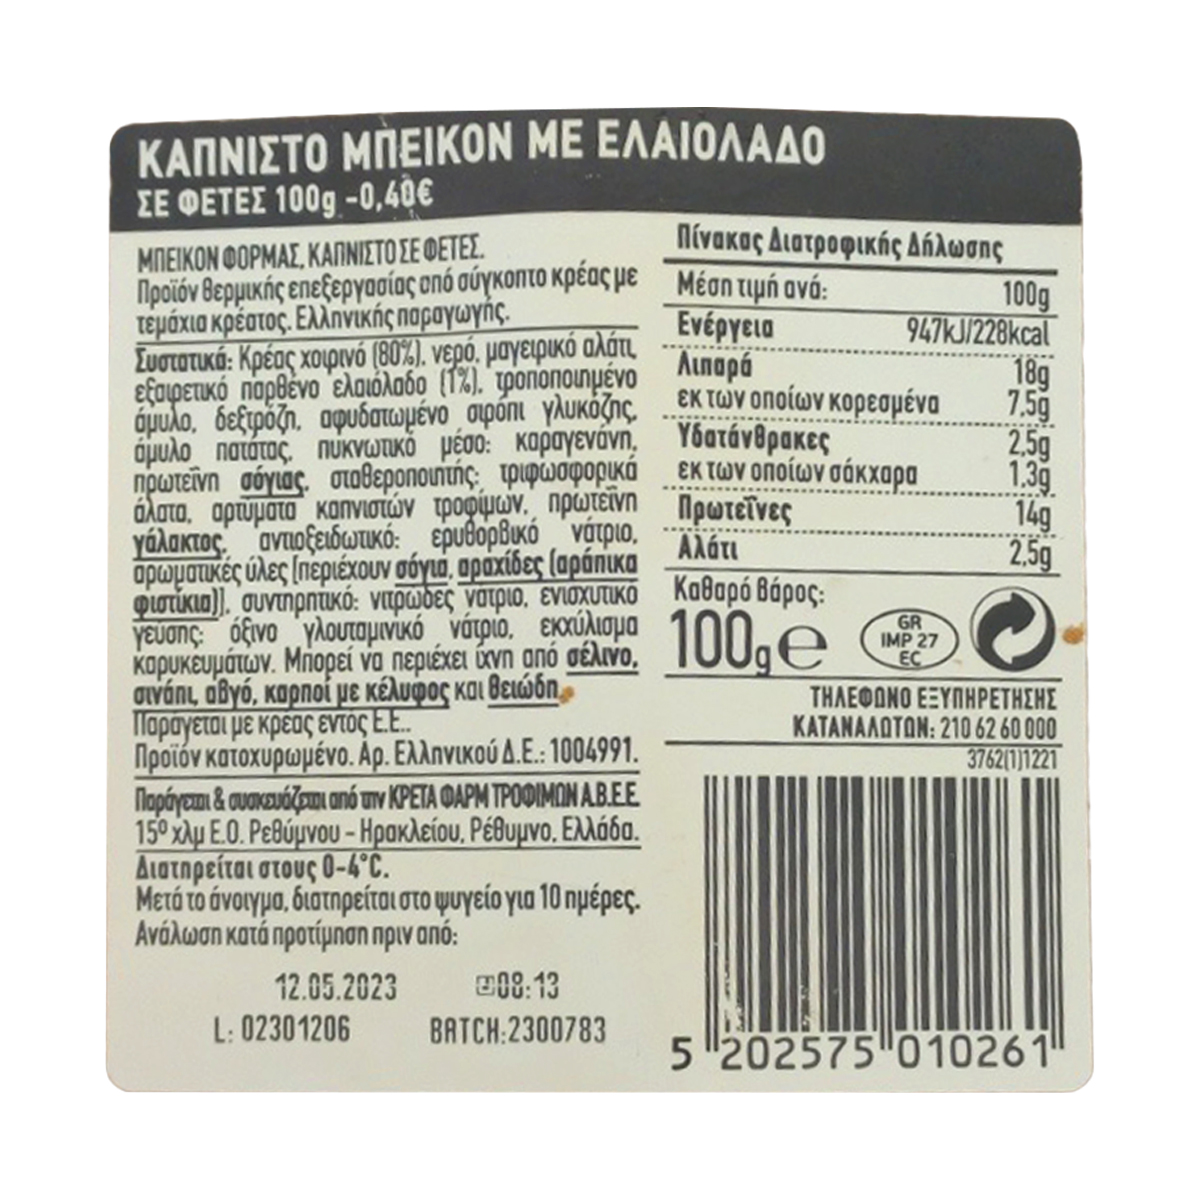 ΚΑΠΝΙΣΤΟ ΜΠΕΙΚΟΝ ΜΕ ΕΛΑΙΟΛΑΔΟ
ΣΕ ΦΕΤΕΣ 100g -0,40€
ΜΠΕΙΚΟΝ ΦΟΡΜΑΣ, ΚΑΠΝΙΣΤΟ ΣΕ ΦΕΤΕΣ.
Προϊόν θερμικής επεξεργασίας από σύγκοπτο κρέας με
τεμάχια κρέατος. Ελληνικής παραγωγής.
Συστατικά: Κρέας χοιρινό (80%), νερό, μαγειρικό αλάτι,
εξαιρετικό παρθένο ελαιόλαδο (1%), τροποποιημένο
άμυλο, δεξτρόζη, αφυδατωμένο σιρόπι γλυκόζης,
άμυλο πατάτας, πυκνωτικό μέσο: καραγενάνη,
πρωτεΐνη σόγιας, σταθεροποιητής: τριφωσφορικά
άλατα, αρτύματα καπνιστών τροφίμων, πρωτεΐνη
γάλακτος, αντιοξειδωτικό: ερυθορβικό νάτριο,
αρωματικές ύλες [περιέχουν σόγια, αραχίδες (αράπικα
φιστίκια)], συντηρητικό: νιτρώδες νάτριο, ενισχυτικό
γεύσης: όξινο γλουταμινικό νάτριο, εκχύλισμα
καρυκευμάτων. Μπορεί να περιέχει ίχνη από σέλινο,
σινάπι, αβγό, καρποί με κέλυφος και θειώδη.
Παράγεται με κρέας εντός Ε.Ε..
Προϊόν κατοχυρωμένο. Αρ. Ελληνικού Δ.Ε.: 1004991.
Παράγεται & συσκευάζεται από την ΚΡΕΤΑ ΦΑΡΜ ΤΡΟΦΙΜΩΝ Α.Β.Ε.Ε.
15º χλμ Ε.Ο. Ρεθύμνου - Ηρακλείου, Ρέθυμνο, Ελλάδα.
Διατηρείται στους 0-4°C.
Μετά το άνοιγμα, διατηρείται στο ψυγείο για 10 ημέρες.
Ανάλωση κατά προτίμηση πριν από:
12.05.2023 08:13
L: 02301206 BATCH:2300783
Πίνακας Διατροφικής Δήλωσης
Μέση τιμή ανά: 100g
Ενέργεια 947kJ/228kcal
Λιπαρά 18g
εκ των οποίων κορεσμένα 7,5g
Υδατάνθρακες 2,5g
εκ των οποίων σάκχαρα 1,3g
Πρωτεΐνες 14g
Αλάτι 2,5g
Καθαρό βάρος:
100g e
GR
IMP 27
EC
ΤΗΛΕΦΩΝΟ ΕΞΥΠΗΡΕΤΗΣΗΣ
ΚΑΤΑΝΑΛΩΤΩΝ: 210 62 60 000
3762(1)1221
5 202575 010261